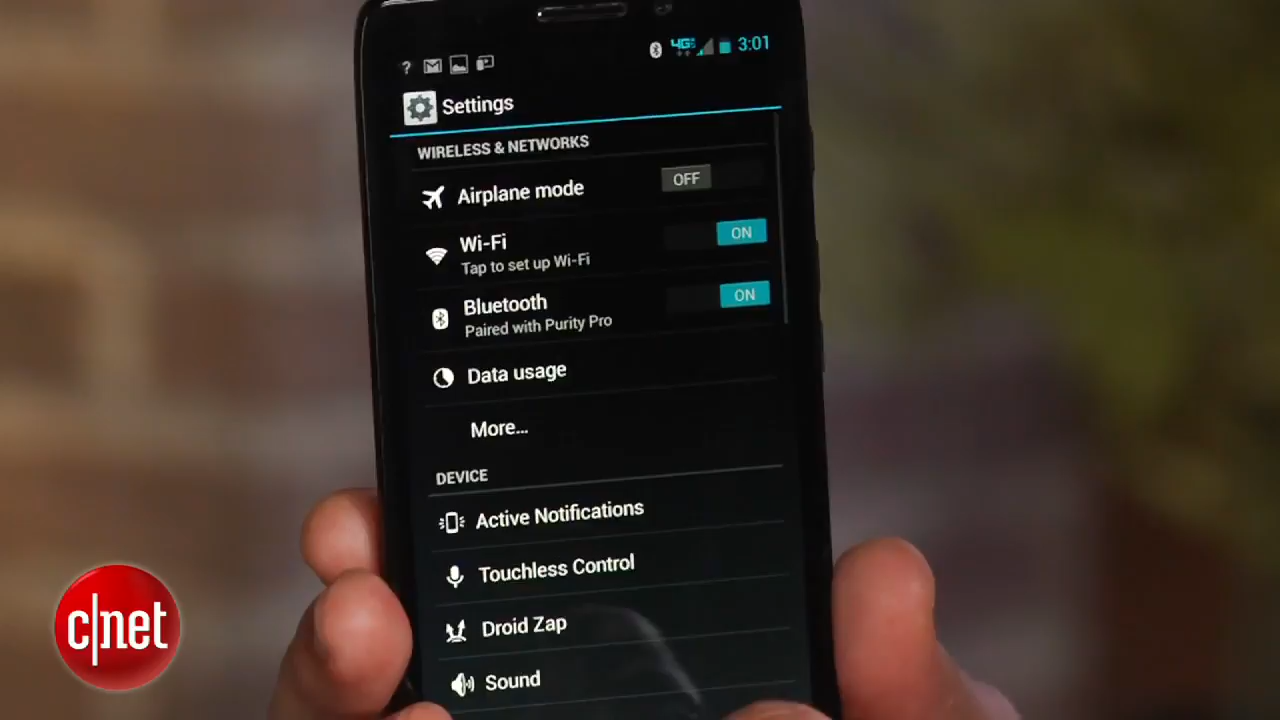 4G 3:01
Settings
WIRELESS & NETWORKS
Airplane mode OFF
Wi-Fi ON
Tap to set up Wi-Fi
Bluetooth ON
Paired with Purity Pro
Data usage
More...
DEVICE
Active Notifications
Touchless Control
Droid Zap
Sound
c|net